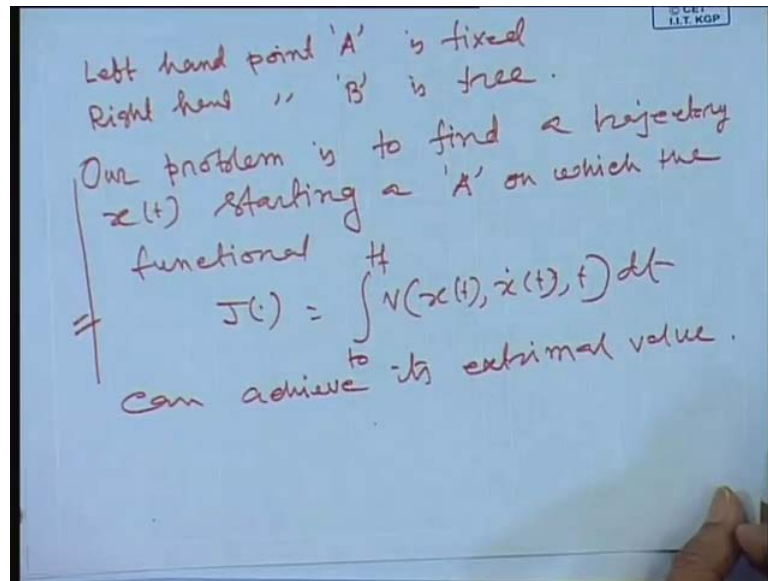 © CET
I.I.T. KGP
Left hand point 'A' is fixed
Right hand ,, 'B' is free.
Our problem is to find a trajectory
x(t) starting a 'A' on which the
functional
J(.) = ∫_{t0}^{tf} V(x(t), ẋ(t), t) dt
can achieve its extrimal value.